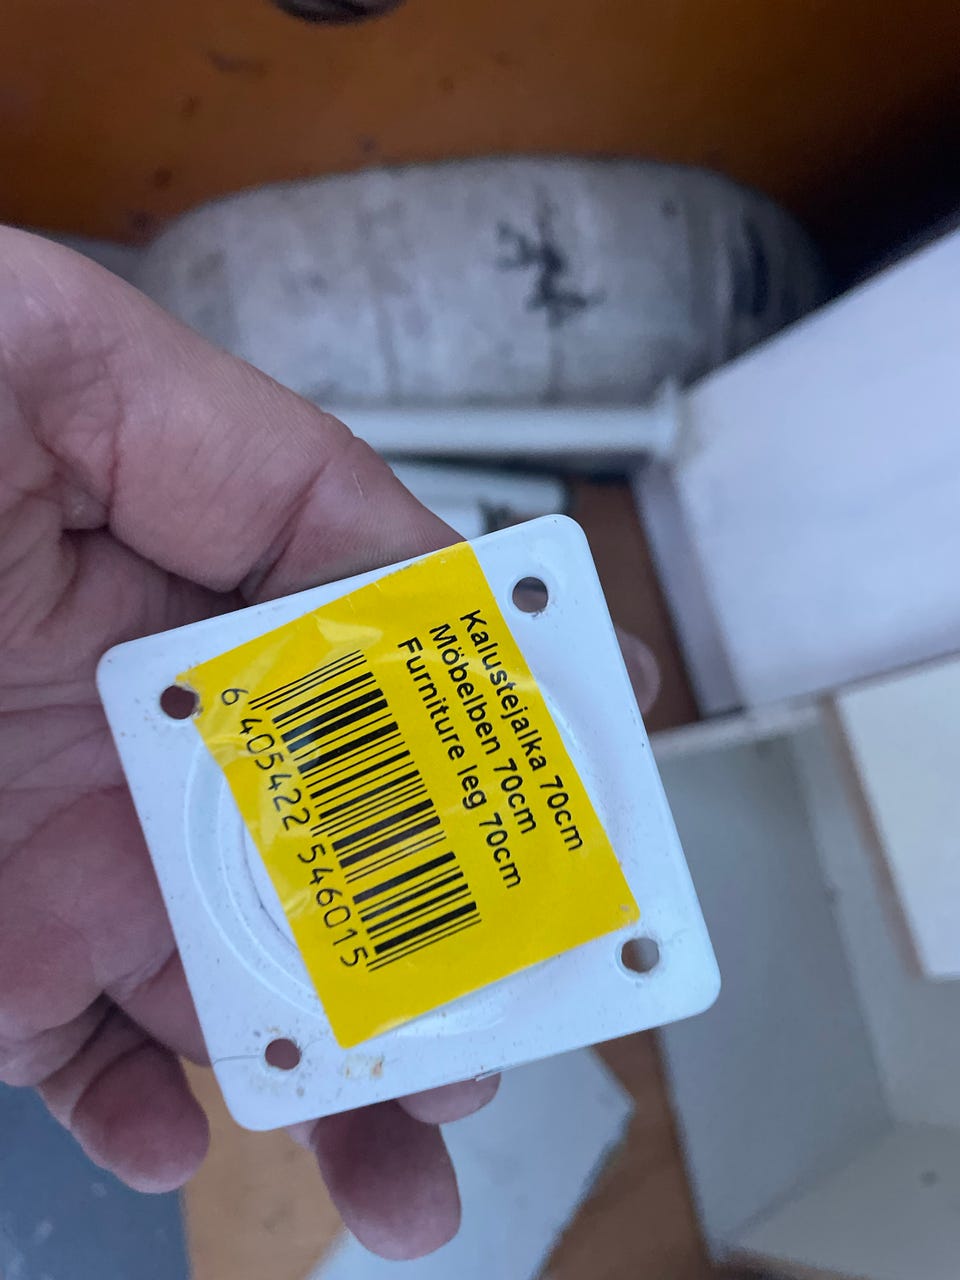 Kalustejalka 70cm
Möbelben 70cm
Furniture leg 70cm
6 405422 546015